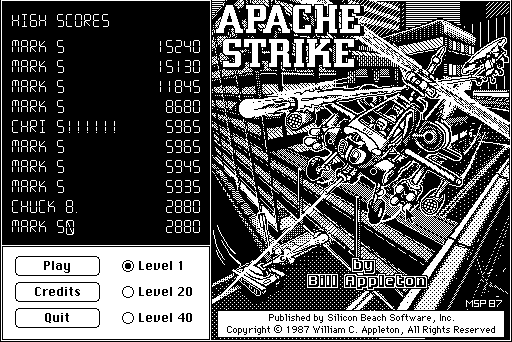 HIGH SCORES
MARK S 15240
MARK S 15130
MARK S 11845
MARK S 8680
CHRI S!!!!!! 5965
MARK S 5965
MARK S 5945
MARK S 5935
CHUCK 8. 2880
MARK S 2880
Play
Level 1
Credits
Level 20
Quit
Level 40
APACHE
STRIKE
by
Bill Appleton
MSP 87
Published by Silicon Beach Software, Inc.
Copyright © 1987 William C. Appleton, All Rights Reserved